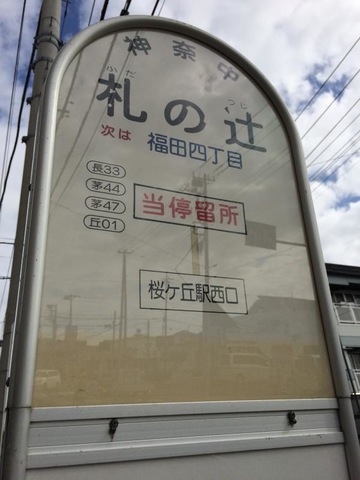 神奈中
ふだ つじ
札の辻
次は 福田四丁目
長33
茅44
茅47
丘01
当停留所
桜ヶ丘駅西口